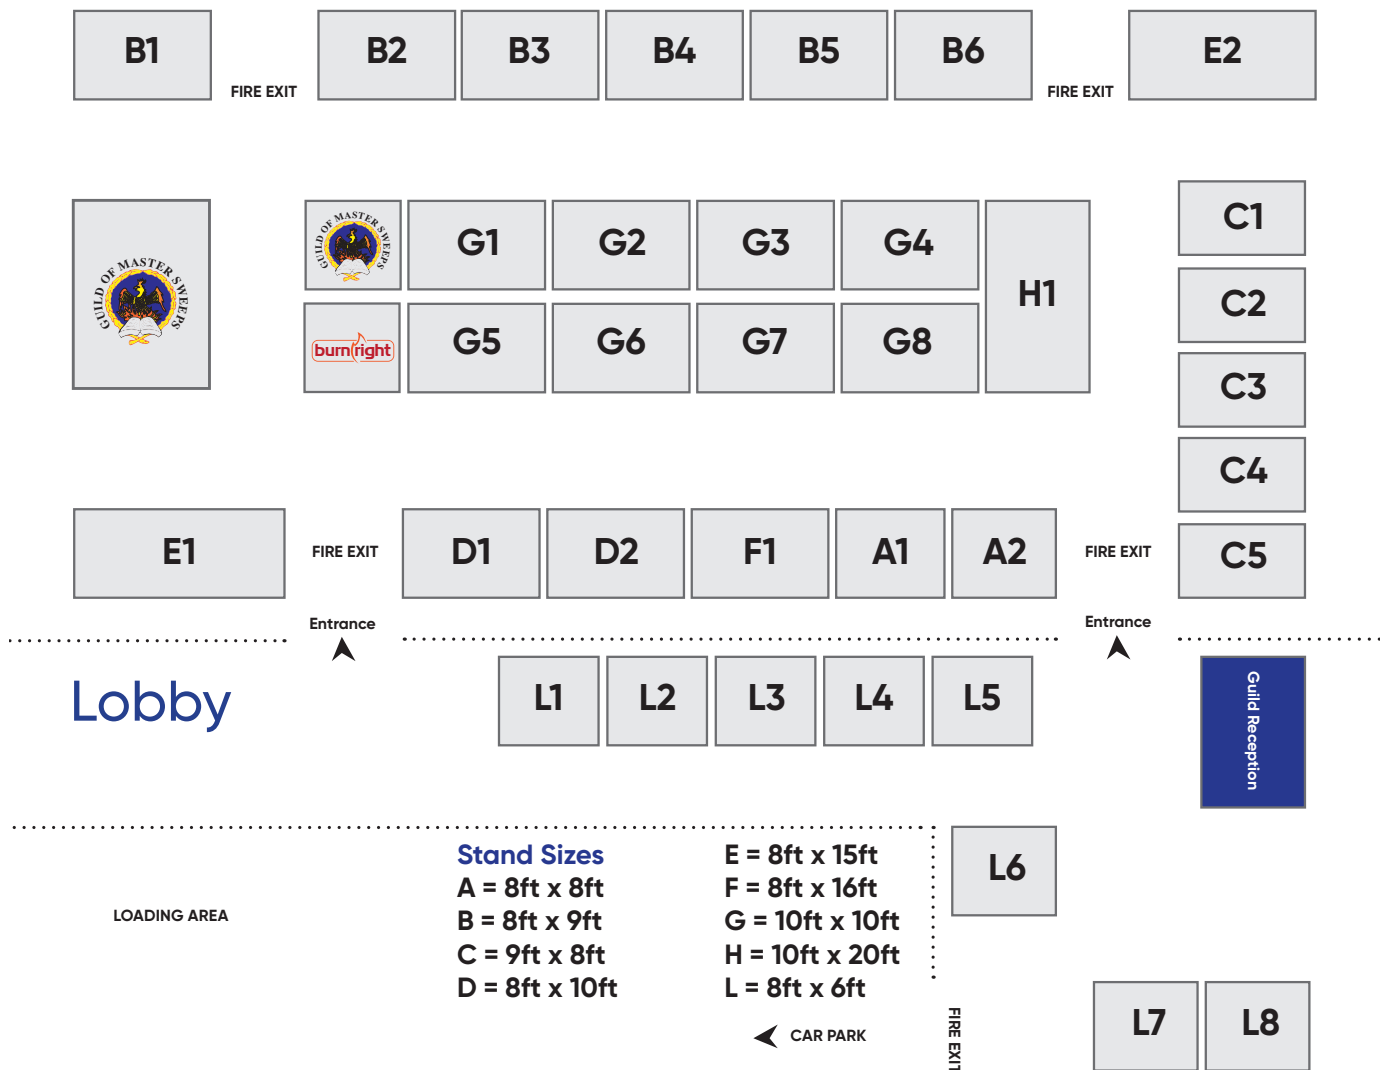 B1
B2
B3
B4
B5
B6
E2
FIRE EXIT
FIRE EXIT
GUILD OF MASTER SWEEPS
GUILD OF MASTER SWEEPS
G1
G2
G3
G4
H1
C1
C2
burnright
G5
G6
G7
G8
C3
C4
E1
FIRE EXIT
D1
D2
F1
A1
A2
FIRE EXIT
C5
Entrance
Entrance
Lobby
L1
L2
L3
L4
L5
Guild Reception
LOADING AREA
Stand Sizes
A = 8ft x 8ft
B = 8ft x 9ft
C = 9ft x 8ft
D = 8ft x 10ft
E = 8ft x 15ft
F = 8ft x 16ft
G = 10ft x 10ft
H = 10ft x 20ft
L = 8ft x 6ft
L6
CAR PARK
FIRE EXIT
L7
L8